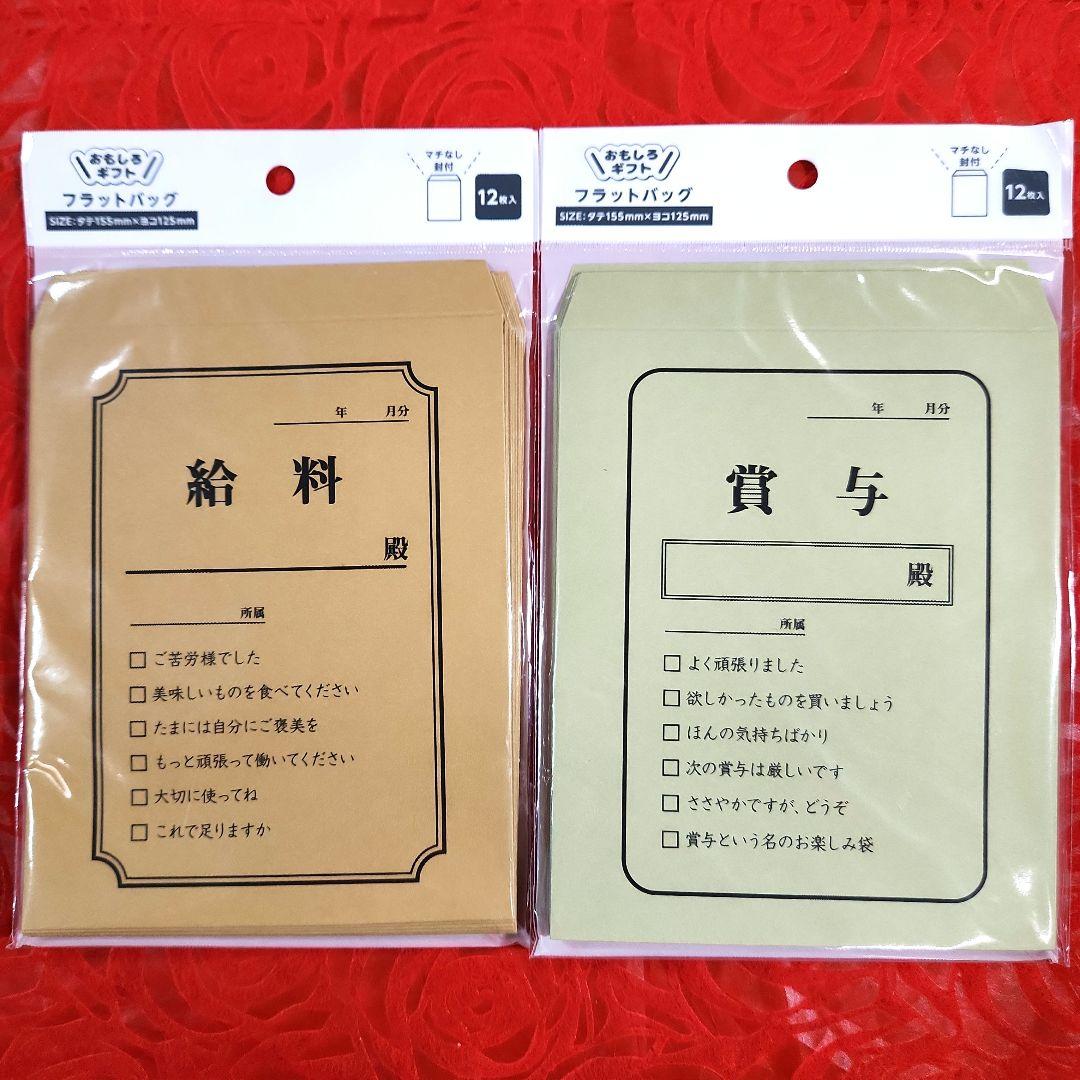 おもしろ
ギフト
フラットバッグ
SIZE:タテ155mm×ヨコ125mm
マチなし
封付
12枚入
年 月分
給料
殿
所属
ご苦労様でした
美味しいものを食べてください
たまには自分にご褒美を
もっと頑張って働いてください
大切に使ってね
これで足りますか
おもしろ
ギフト
フラットバッグ
SIZE:タテ155mm×ヨコ125mm
マチなし
封付
12枚入
年 月分
賞与
殿
所属
よく頑張りました
欲しかったものを買いましょう
ほんの気持ちばかり
次の賞与は厳しいです
ささやかですが、どうぞ
賞与という名のお楽しみ袋